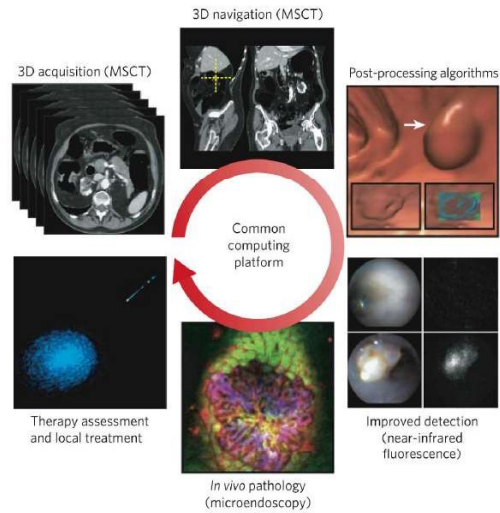 3D navigation (MSCT)
3D acquisition (MSCT)
Post-processing algorithms
Common
computing
platform
Therapy assessment
and local treatment
Improved detection
(near-infrared
fluorescence)
In vivo pathology
(microendoscopy)